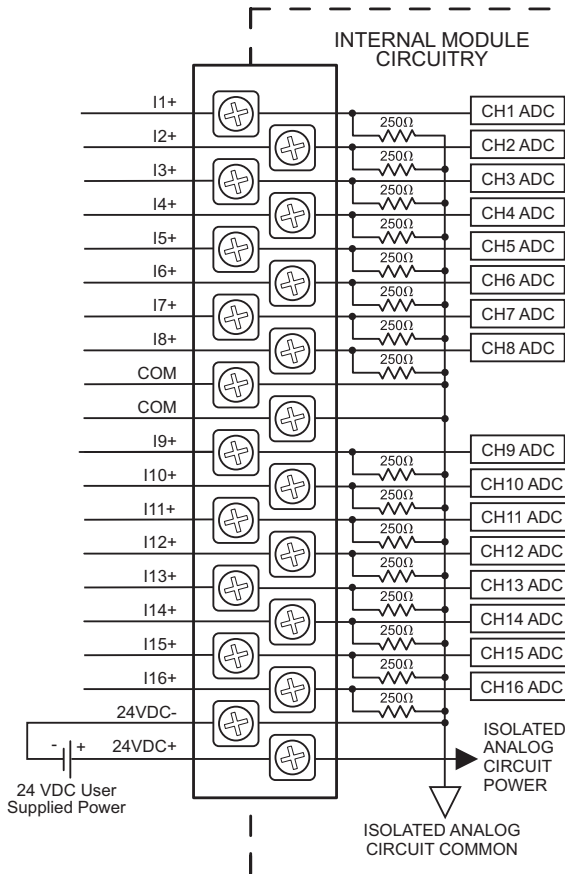 INTERNAL MODULE
CIRCUITRY
I1+
CH1 ADC
250Ω
I2+
CH2 ADC
250Ω
I3+
CH3 ADC
250Ω
I4+
CH4 ADC
250Ω
I5+
CH5 ADC
250Ω
I6+
CH6 ADC
250Ω
I7+
CH7 ADC
250Ω
I8+
CH8 ADC
250Ω
COM
COM
I9+
CH9 ADC
250Ω
I10+
CH10 ADC
250Ω
I11+
CH11 ADC
250Ω
I12+
CH12 ADC
250Ω
I13+
CH13 ADC
250Ω
I14+
CH14 ADC
250Ω
I15+
CH15 ADC
250Ω
I16+
CH16 ADC
250Ω
24VDC-
- + 24VDC+
24 VDC User
Supplied Power
ISOLATED
ANALOG
CIRCUIT
POWER
ISOLATED ANALOG
CIRCUIT COMMON